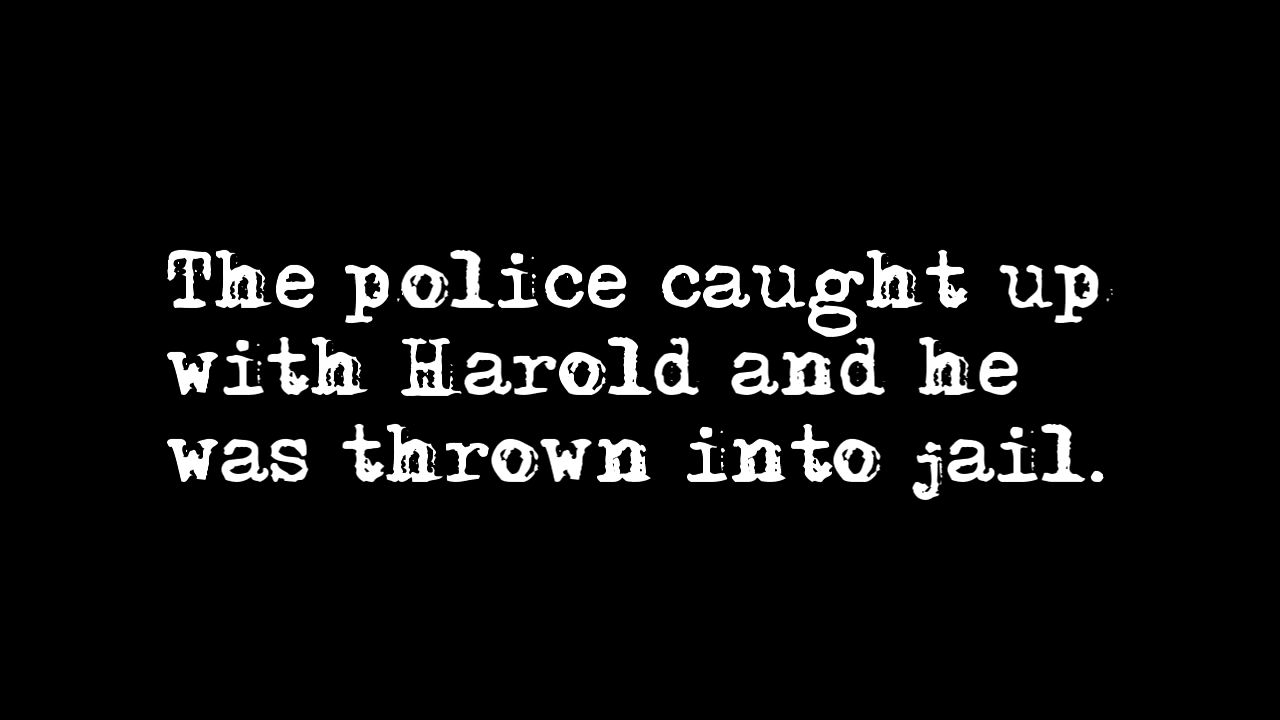 The police caught up
with Harold and he
was thrown into jail.